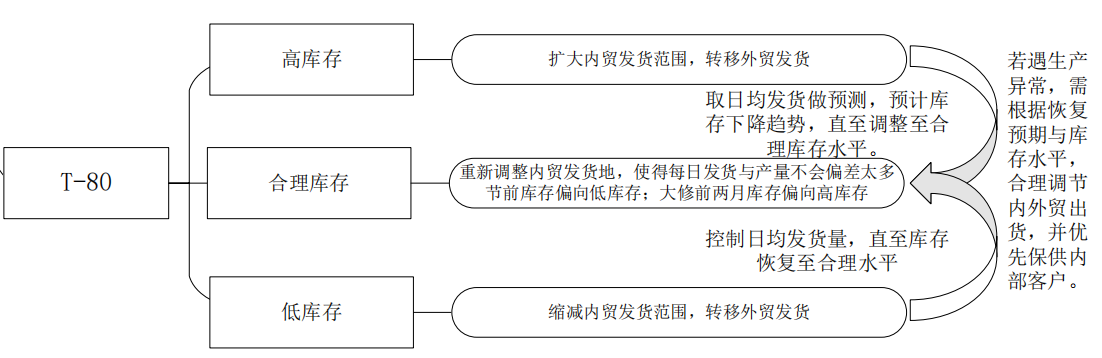 高库存
扩大内贸发货范围，转移外贸发货
取日均发货做预测，预计库
存下降趋势，直至调整至合
理库存水平。
T-80
合理库存
重新调整内贸发货地，使得每日发货与产量不会偏差太多
节前库存偏向低库存；大修前两月库存偏向高库存
控制日均发货量，直至库存
恢复至合理水平
低库存
缩减内贸发货范围，转移外贸发货
若遇生产
异常，需
根据恢复
预期与库
存水平，
合理调节
内外贸出
货，并优
先保供内
部客户。